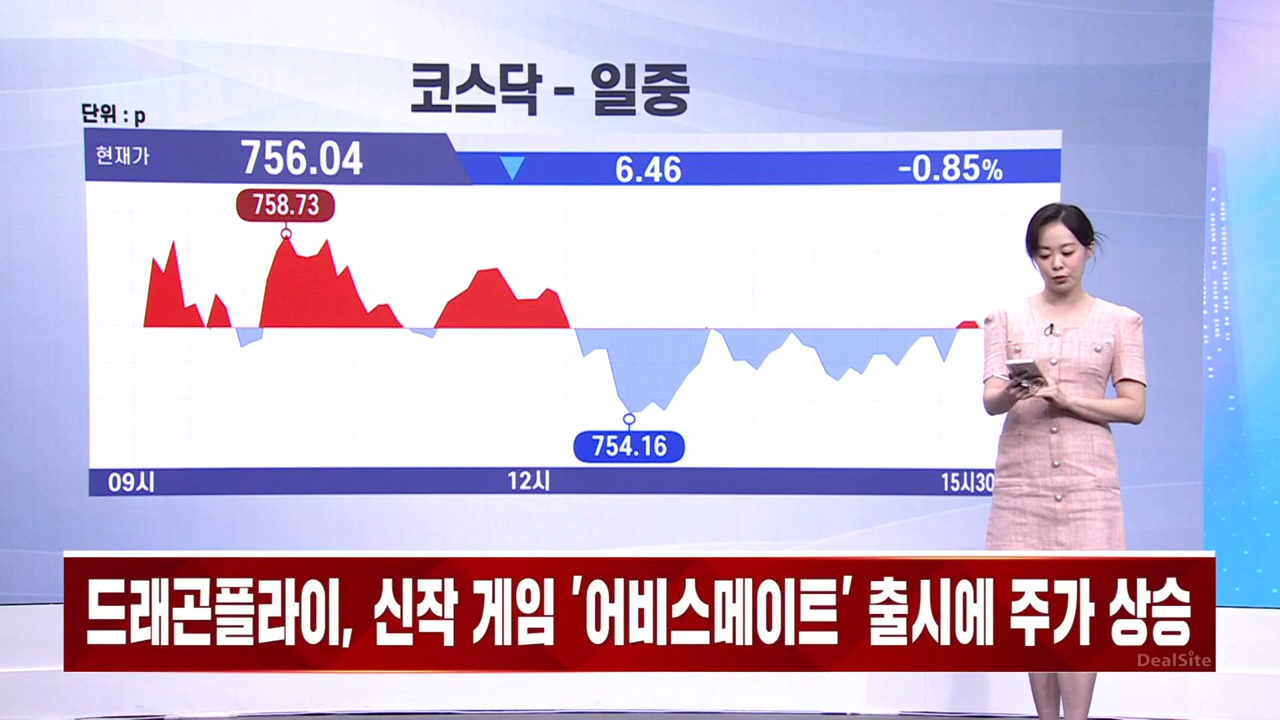 코스닥 - 일중
단위 : p
현재가 756.04 ▼ 6.46 -0.85%
758.73
754.16
09시 12시 15시30
드래곤플라이, 신작 게임 '어비스메이트' 출시에 주가 상승
DealSite